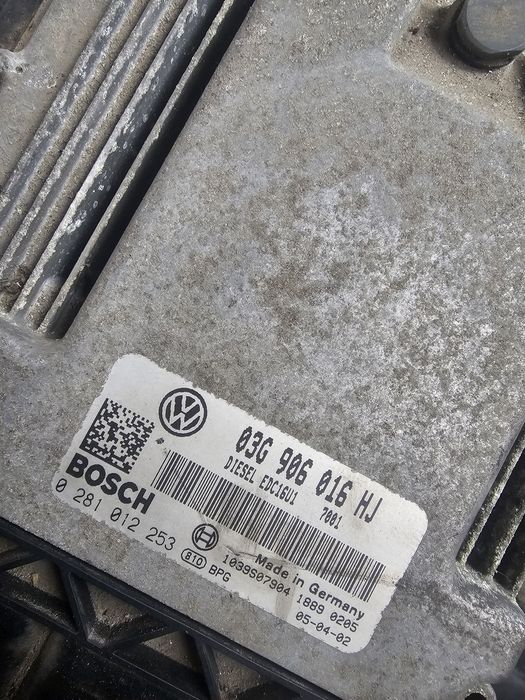 03G 906 016 HJ
DIESEL EDC16U1 7001
BOSCH
0 281 012 253
Made in Germany
BTD BPG
1039S07904 1889 0205
05-04-02